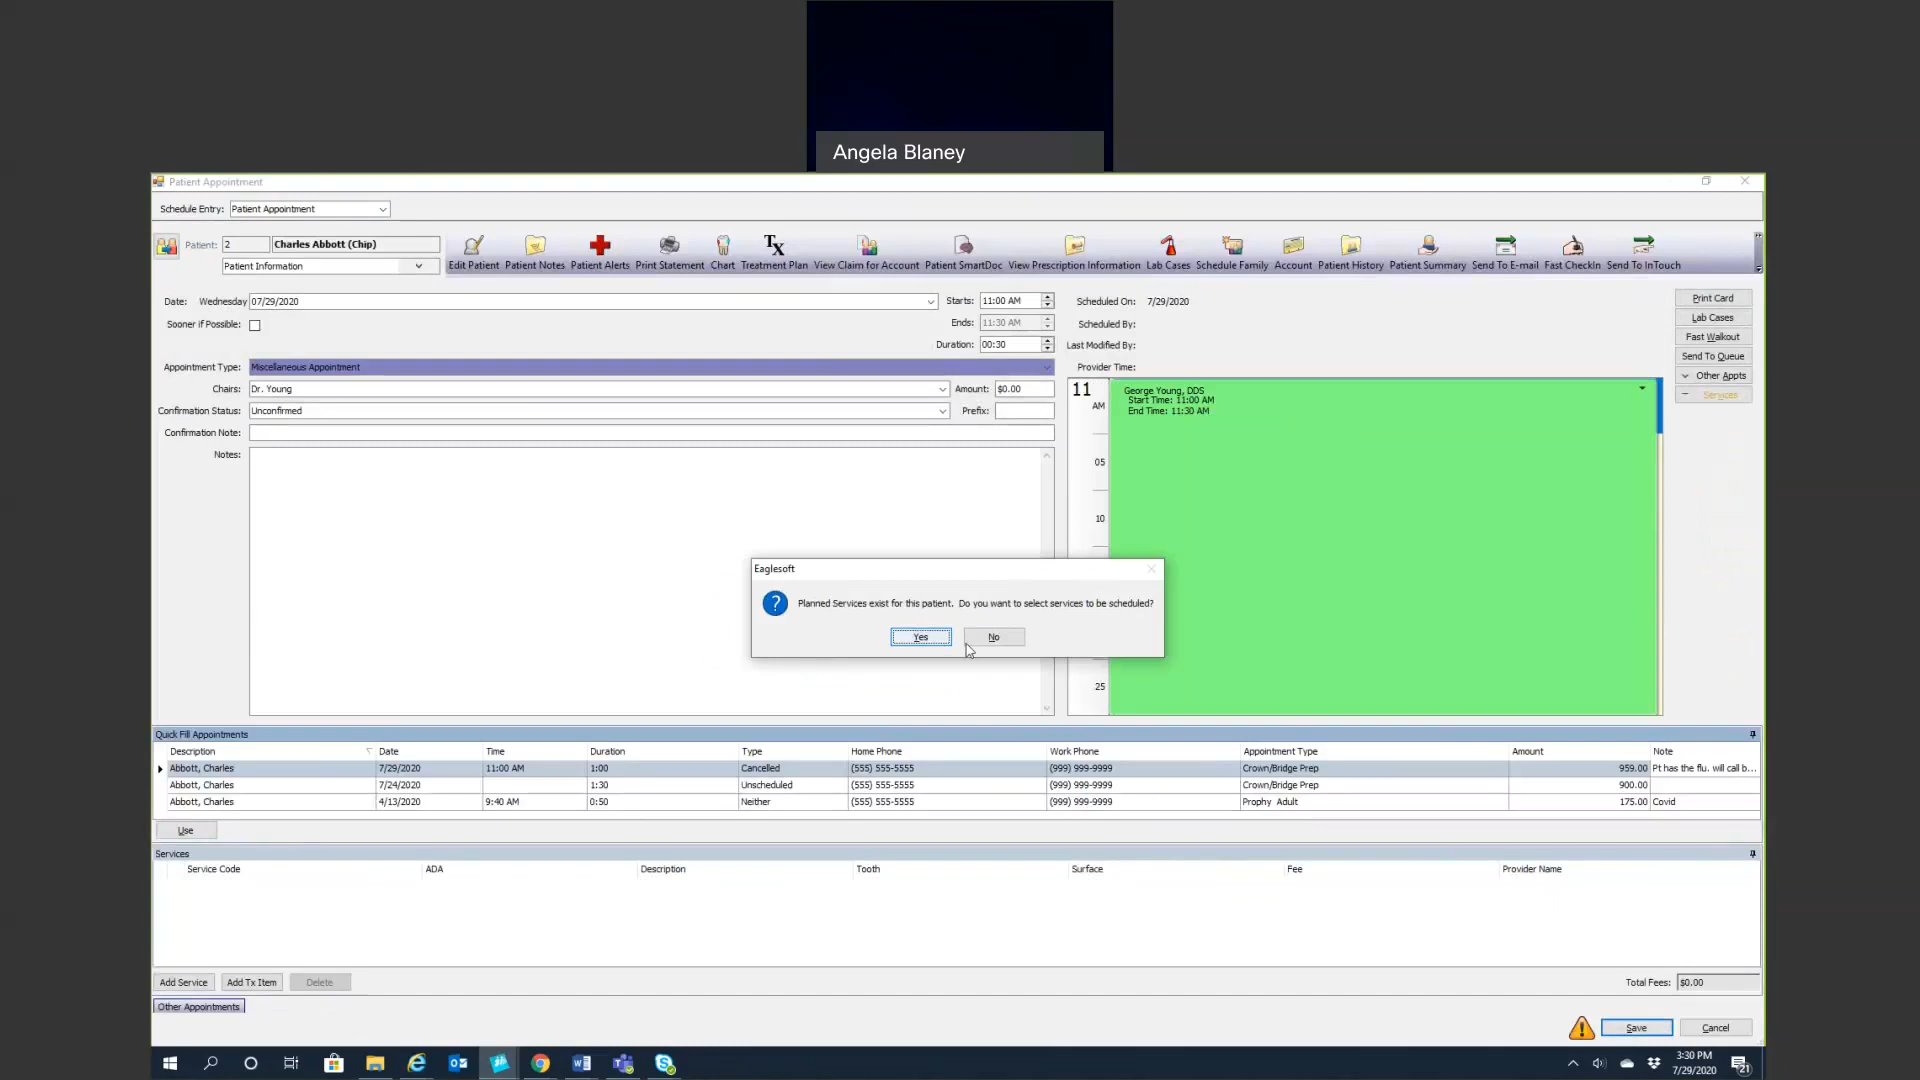 Angela Blaney
Patient Appointment
Schedule Entry: Patient Appointment
Patient: 2 Charles Abbott (Chip)
Patient Information
Edit Patient Patient Notes Patient Alerts Print Statement Chart Treatment Plan View Claim for Account Patient SmartDoc View Prescription Information Lab Cases Schedule Family Account Patient History Patient Summary Send To E-mail Fast CheckIn Send To InTouch
Date: Wednesday 07/29/2020 Starts: 11:00 AM Scheduled On: 7/29/2020 Print Card
Sooner if Possible: Ends: 11:30 AM Scheduled By: Lab Cases
Duration: 00:30 Last Modified By: Fast Walkout
Send To Queue
Appointment Type: Miscellaneous Appointment Provider Time: Other Appts
Chairs: Dr. Young Amount: $0.00 Services
Confirmation Status: Unconfirmed Prefix:
Confirmation Note:
Notes:
11 AM
George Young, DDS
Start Time: 11:00 AM
End Time: 11:30 AM
05
10
25
Eaglesoft
Planned Services exist for this patient. Do you want to select services to be scheduled?
Yes No
Quick Fill Appointments
Description Date Time Duration Type Home Phone Work Phone Appointment Type Amount Note
Abbott, Charles 7/29/2020 11:00 AM 1:00 Cancelled (555) 555-5555 (999) 999-9999 Crown/Bridge Prep 959.00 Pt has the flu. will call b...
Abbott, Charles 7/24/2020 1:30 Unscheduled (555) 555-5555 (999) 999-9999 Crown/Bridge Prep 900.00
Abbott, Charles 4/13/2020 9:40 AM 0:50 Neither (555) 555-5555 (999) 999-9999 Prophy Adult 175.00 Covid
Use
Services
Service Code ADA Description Tooth Surface Fee Provider Name
Add Service Add Tx Item Delete Total Fees: $0.00
Other Appointments
Save Cancel
3:30 PM
7/29/2020
21